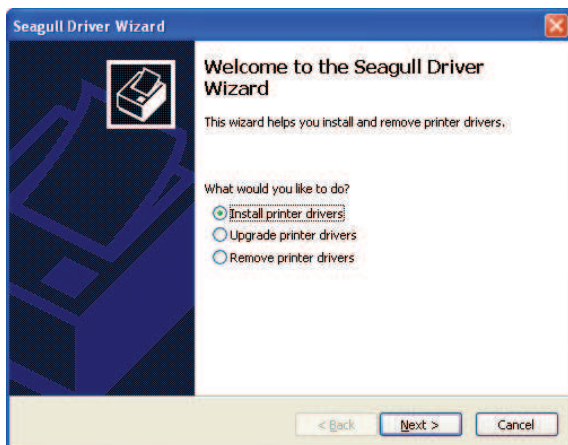 Seagull Driver Wizard
Welcome to the Seagull Driver
Wizard
This wizard helps you install and remove printer drivers.
What would you like to do?
Install printer drivers
Upgrade printer drivers
Remove printer drivers
< Back
Next >
Cancel